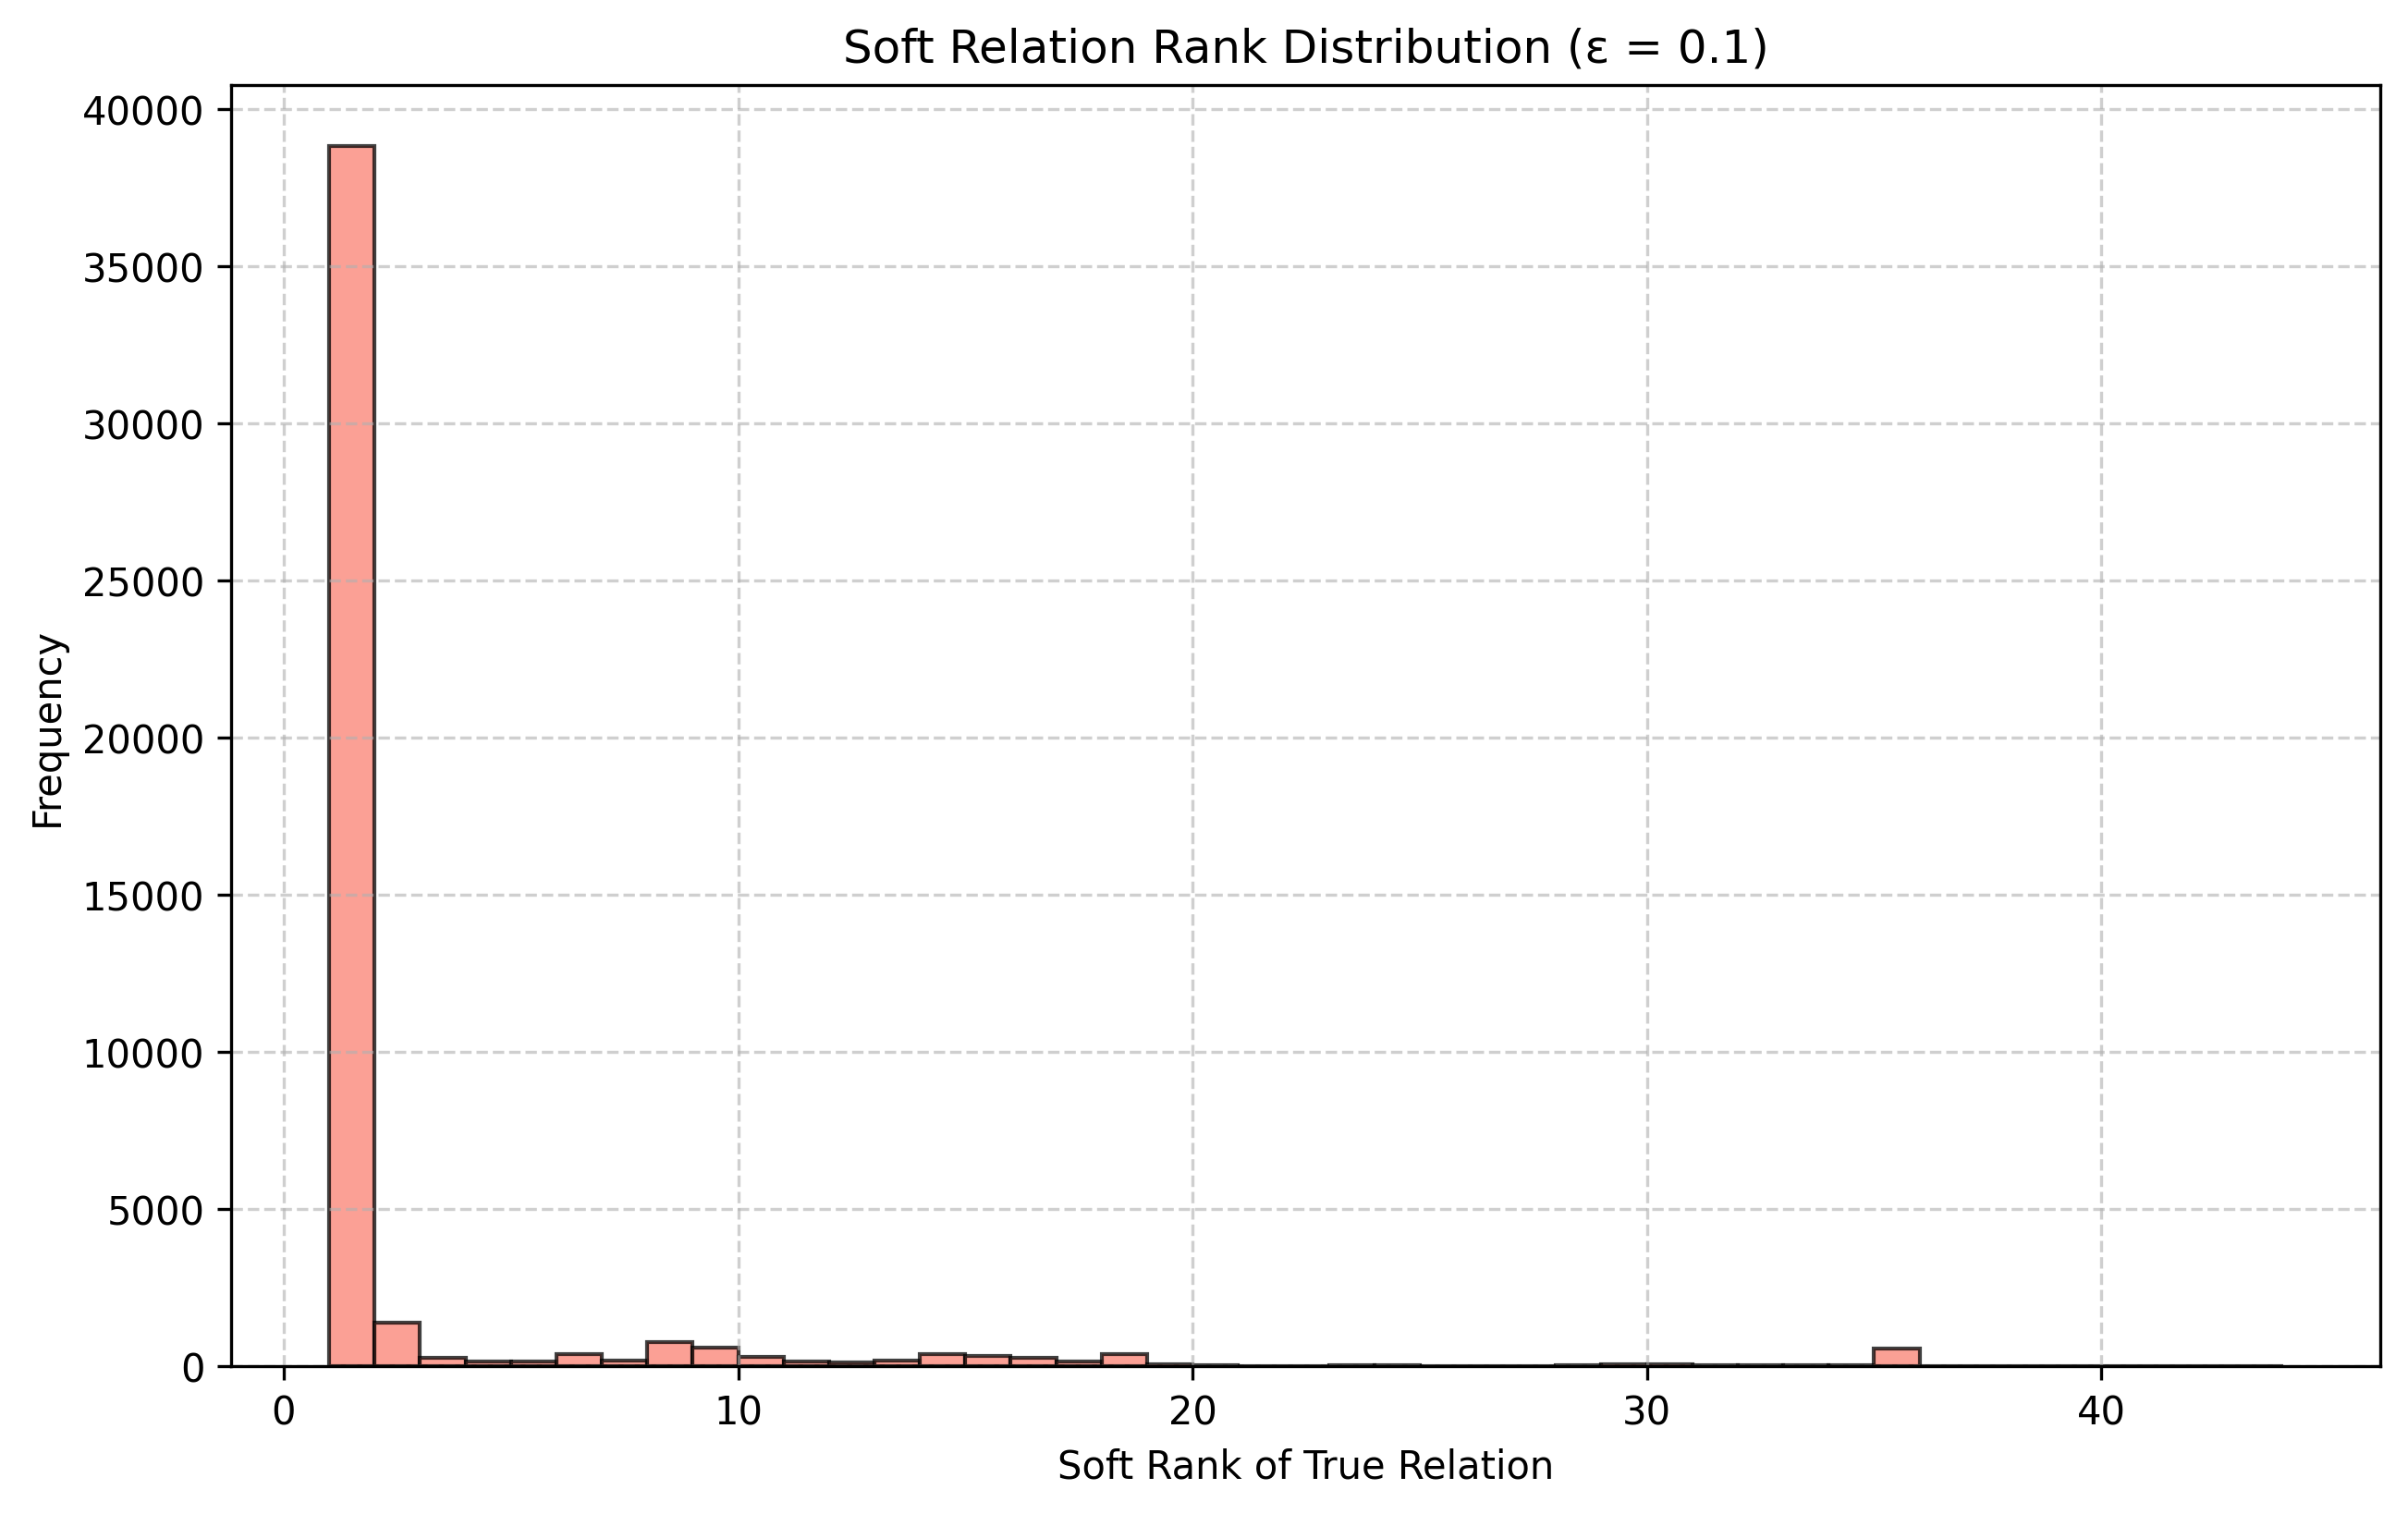 Soft Relation Rank Distribution (ε = 0.1)
40000
35000
30000
25000
20000
15000
10000
5000
0
Frequency
0 10 20 30 40
Soft Rank of True Relation